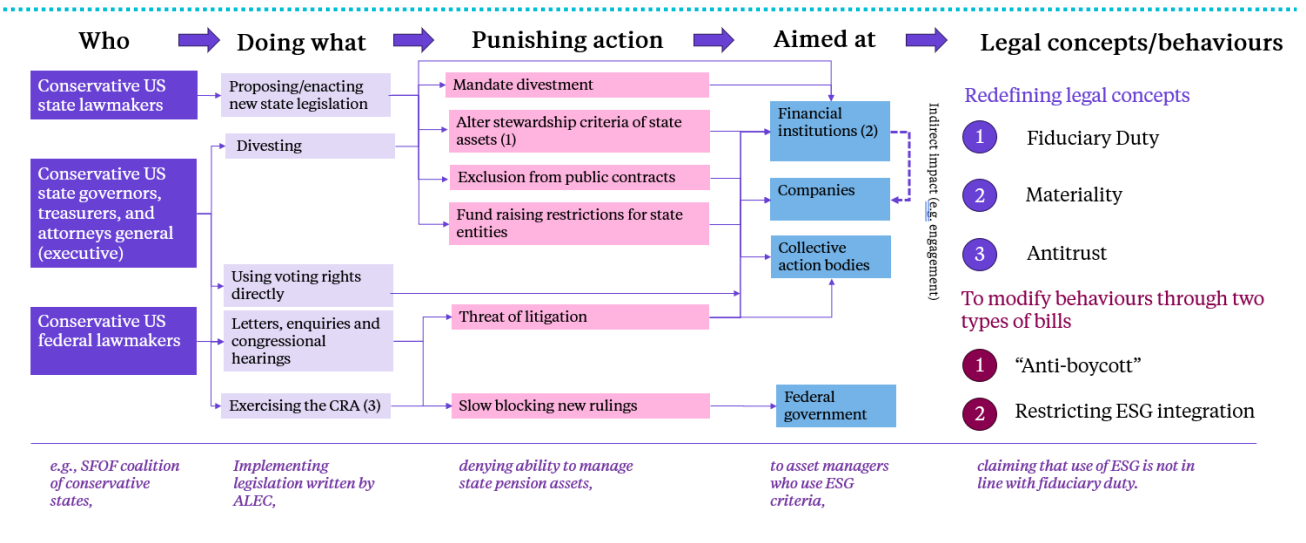 Who
Doing what
Punishing action
Aimed at
Legal concepts/behaviours
Conservative US
state lawmakers
Conservative US
state governors,
treasurers, and
attorneys general
(executive)
Conservative US
federal lawmakers
Proposing/enacting
new state legislation
Divesting
Using voting rights
directly
Letters, enquiries and
congressional
hearings
Exercising the CRA (3)
Mandate divestment
Alter stewardship criteria of state
assets (1)
Exclusion from public contracts
Fund raising restrictions for state
entities
Threat of litigation
Slow blocking new rulings
Financial
institutions (2)
Companies
Collective
action bodies
Federal
government
Indirect impact (e.g. engagement)
Redefining legal concepts
1 Fiduciary Duty
2 Materiality
3 Antitrust
To modify behaviours through two
types of bills
1 “Anti-boycott”
2 Restricting ESG integration
e.g., SFOF coalition
of conservative
states,
Implementing
legislation written by
ALEC,
denying ability to manage
state pension assets,
to asset managers
who use ESG
criteria,
claiming that use of ESG is not in
line with fiduciary duty.